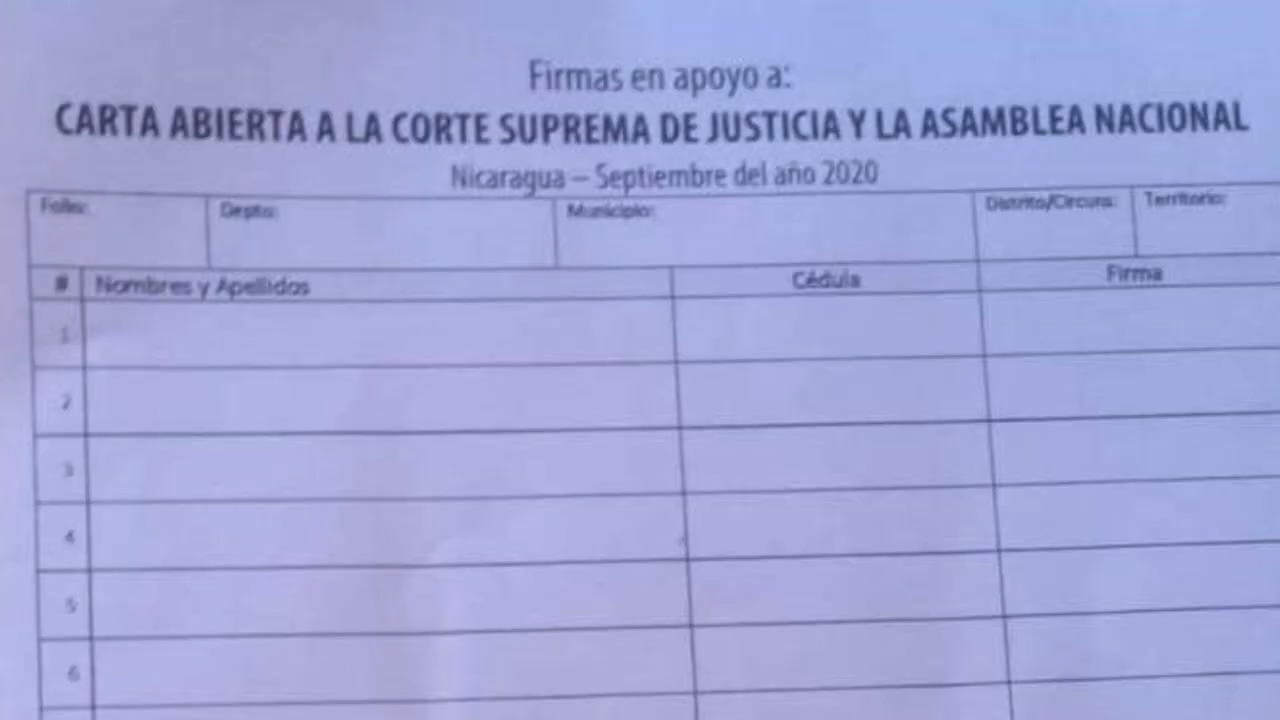 Firmas en apoyo a:
CARTA ABIERTA A LA CORTE SUPREMA DE JUSTICIA Y LA ASAMBLEA NACIONAL
Nicaragua – Septiembre del año 2020
Folio: Depto: Municipio: Distrito/Circuns: Territorio:
# Nombres y Apellidos Cédula Firma
1
2
3
4
5
6